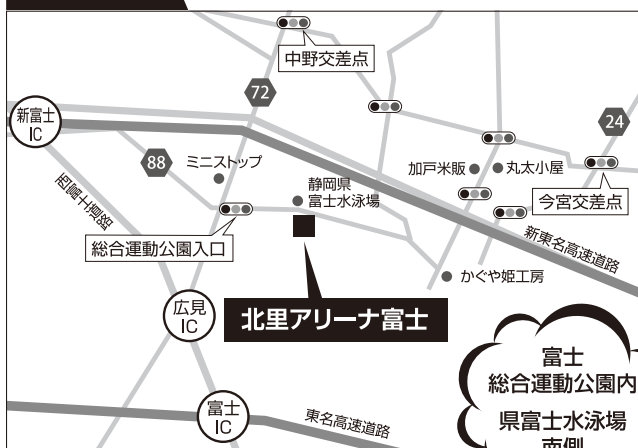 中野交差点
72
新富士
IC
24
88
ミニストップ
加戸米販
丸太小屋
静岡県
富士水泳場
今宮交差点
西富士道路
総合運動公園入口
新東名高速道路
かぐや姫工房
広見
IC
北里アリーナ富士
富士
総合運動公園内
県富士水泳場
南側
富士
IC
東名高速道路